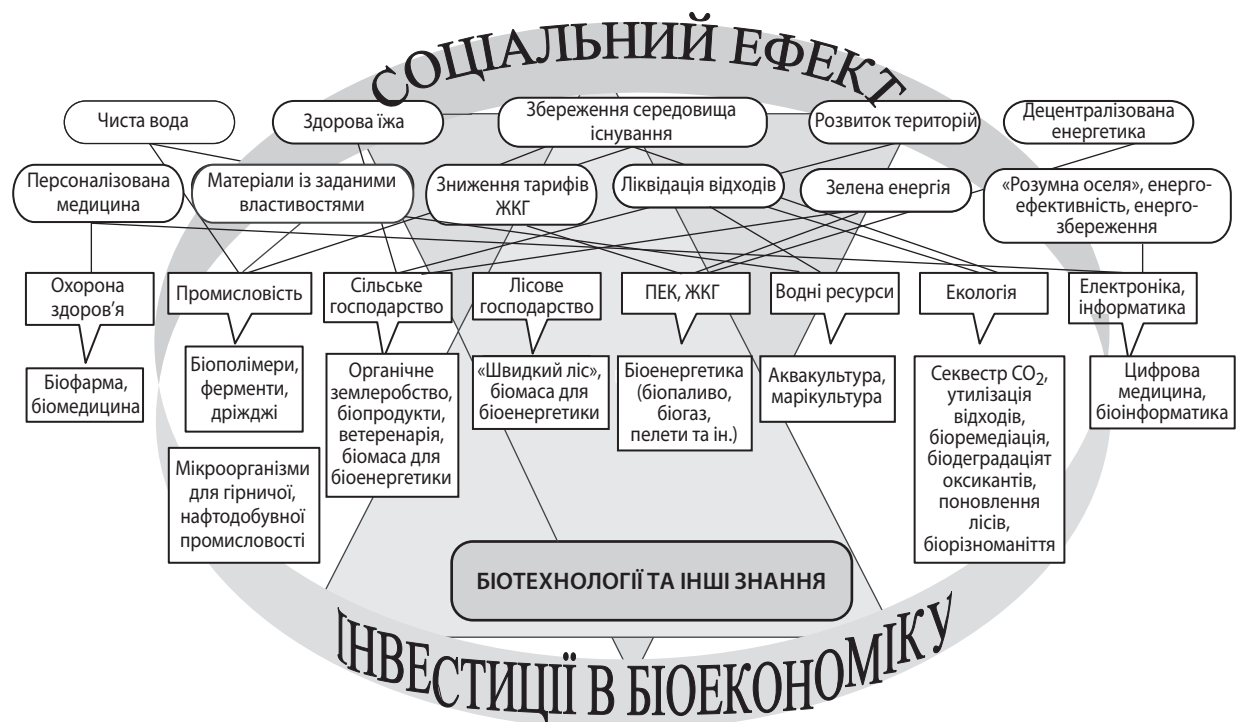 СОЦІАЛЬНИЙ ЕФЕКТ
Чиста вода
Здорова їжа
Збереження середовища
існування
Розвиток територій
Децентралізована
енергетика
Персоналізована
медицина
Матеріали із заданими
властивостями
Зниження тарифів
ЖКГ
Ліквідація відходів
Зелена енергія
«Розумна оселя», енерго-
ефективність, енерго-
збереження
Охорона
здоров’я
Промисловість
Сільське
господарство
Лісове
господарство
ПЕК, ЖКГ
Водні ресурси
Екологія
Електроніка,
інформатика
Біофарма,
біомедицина
Біополімери,
ферменти,
дріжджі
Мікроорганізми
для гірничої,
нафтодобувної
промисловості
Органічне
землеробство,
біопродукти,
ветеренарія,
біомаса для
біоенергетики
«Швидкий ліс»,
біомаса для
біоенергетики
Біоенергетика
(біопаливо,
біогаз,
пелети та ін.)
Аквакультура,
марікультура
Секвестр CO2,
утилізація
відходів,
біоремедіація,
біодеградаціят
оксикантів,
поновлення
лісів,
біорізноманіття
Цифрова
медицина,
біоінформатика
БІОТЕХНОЛОГІЇ ТА ІНШІ ЗНАННЯ
ІНВЕСТИЦІЇ В БІОЕКОНОМІКУ